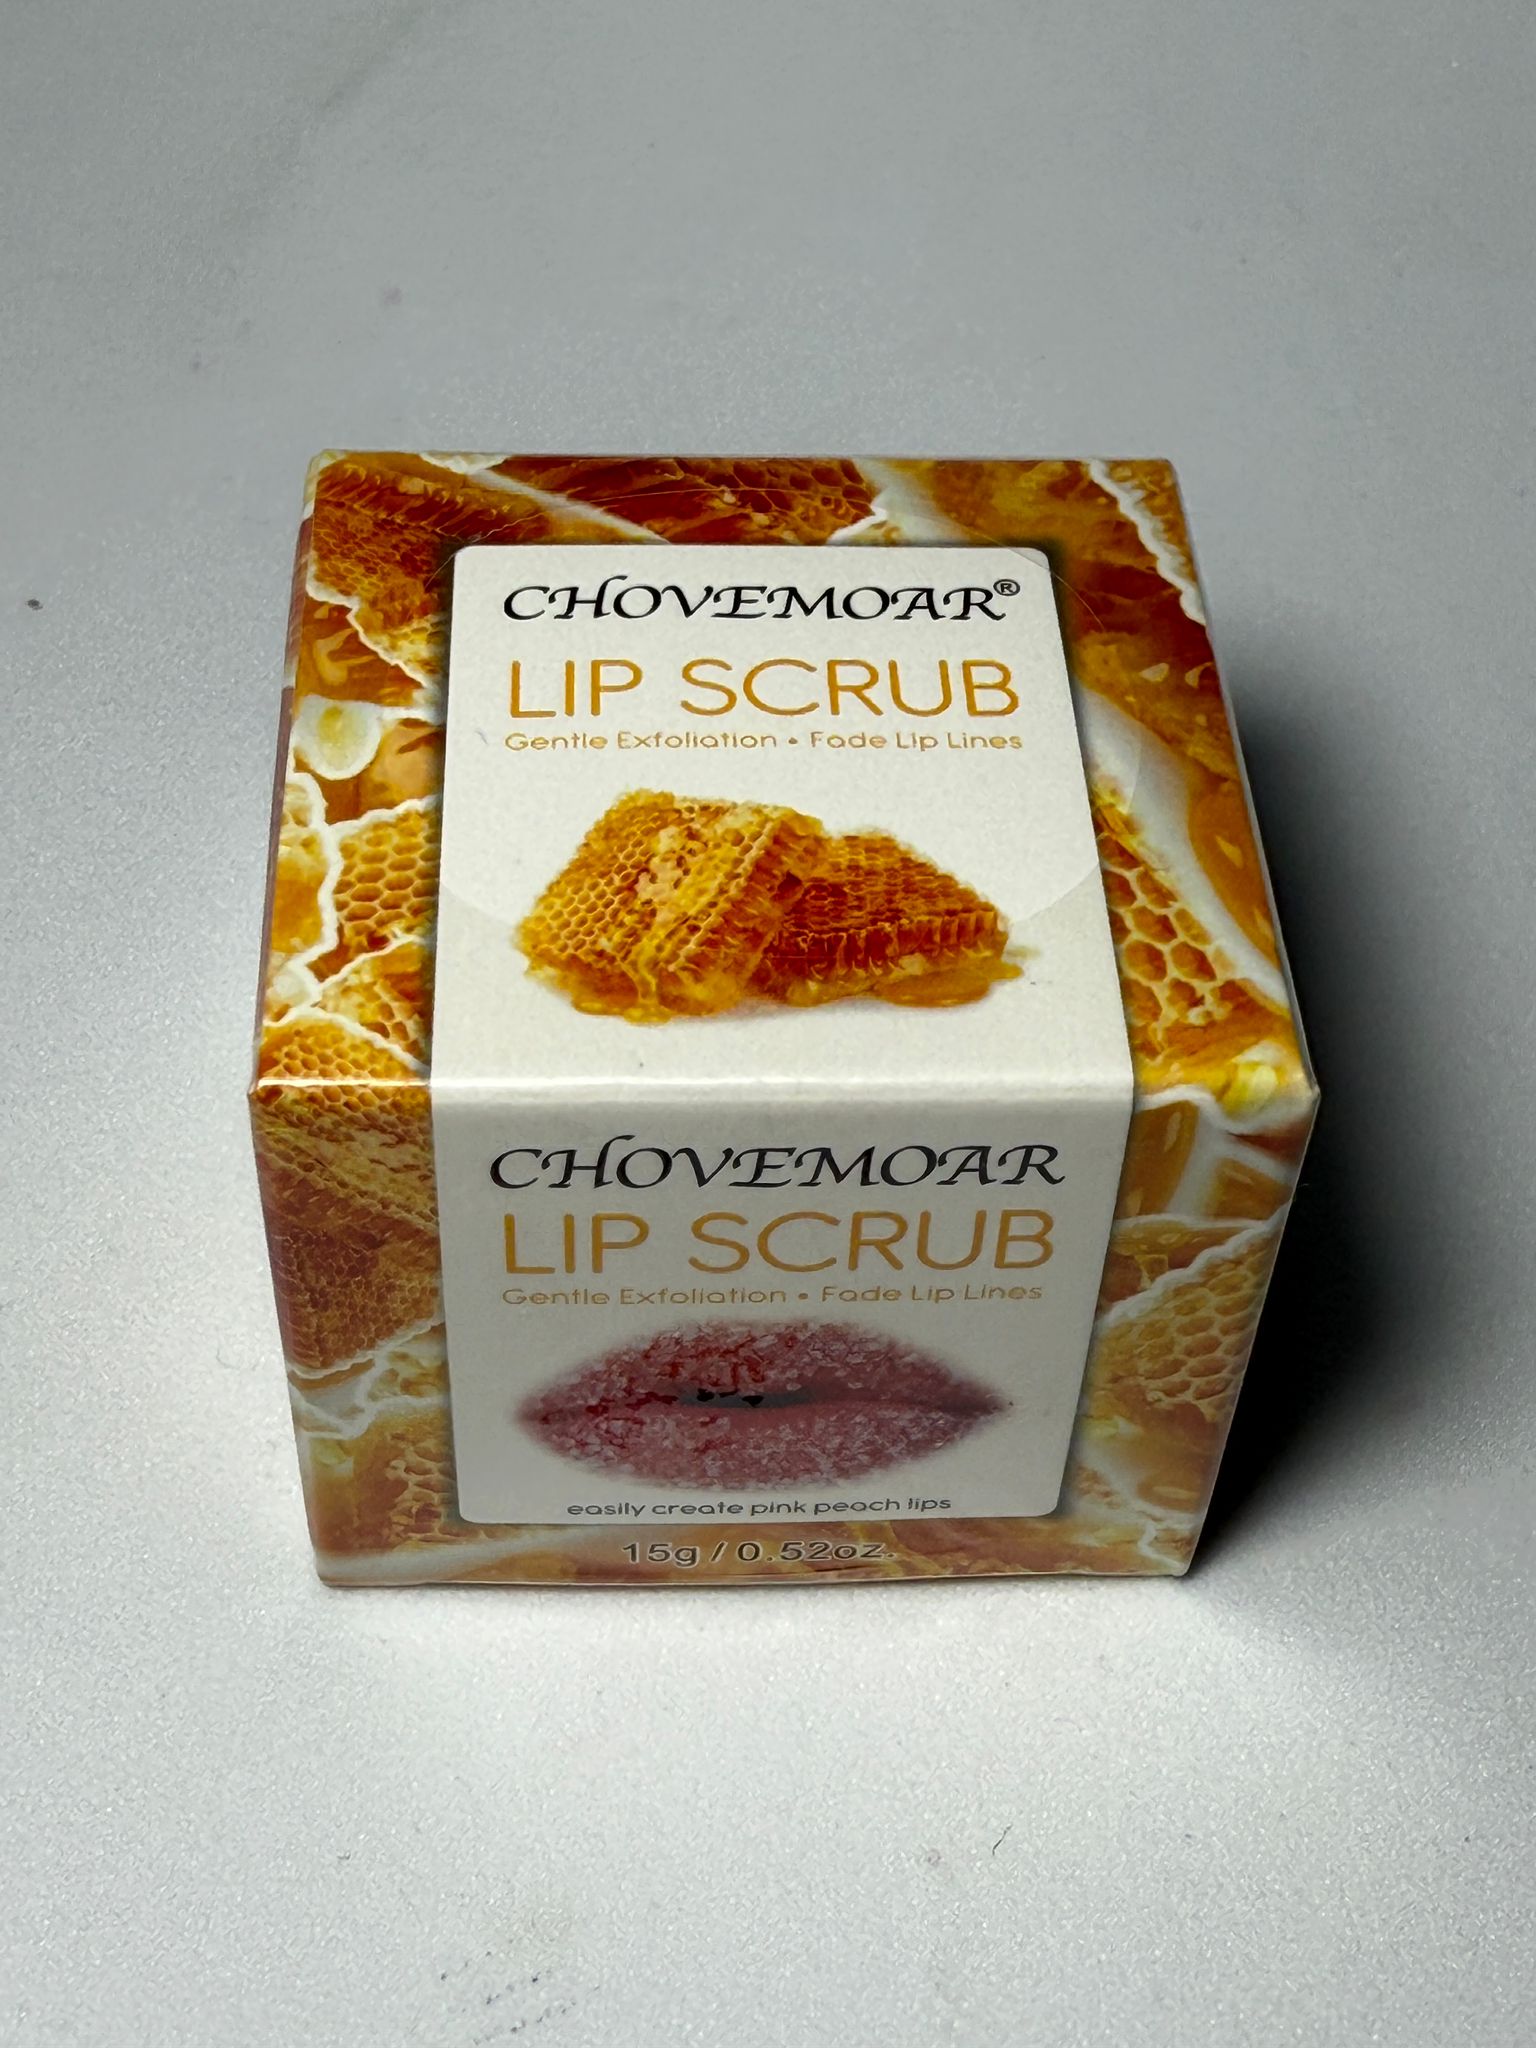 CHOVEMOAR®
LIP SCRUB
Gentle Exfoliation • Fade Lip Lines
CHOVEMOAR
LIP SCRUB
Gentle Exfoliation • Fade Lip Lines
easily create pink peach lips
15g / 0.52oz.